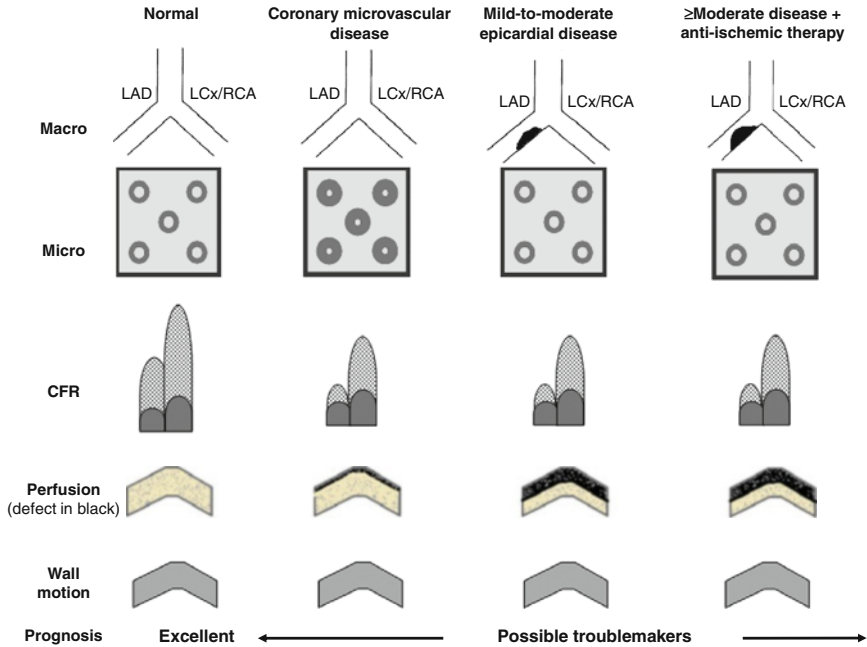 Normal
Coronary microvascular
disease
Mild-to-moderate
epicardial disease
≥Moderate disease +
anti-ischemic therapy
Macro
LAD LCx/RCA
LAD LCx/RCA
LAD LCx/RCA
LAD LCx/RCA
Micro
CFR
Perfusion
(defect in black)
Wall
motion
Prognosis Excellent Possible troublemakers